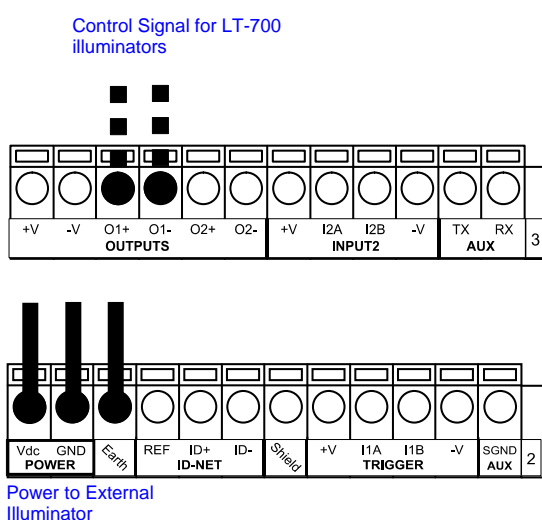 Control Signal for LT-700
illuminators
+V -V O1+ O1- O2+ O2- +V I2A I2B -V TX RX
OUTPUTS INPUT2 AUX 3
Vdc GND Earth REF ID+ ID- Shield +V I1A I1B -V SGND
POWER ID-NET TRIGGER AUX 2
Power to External
Illuminator